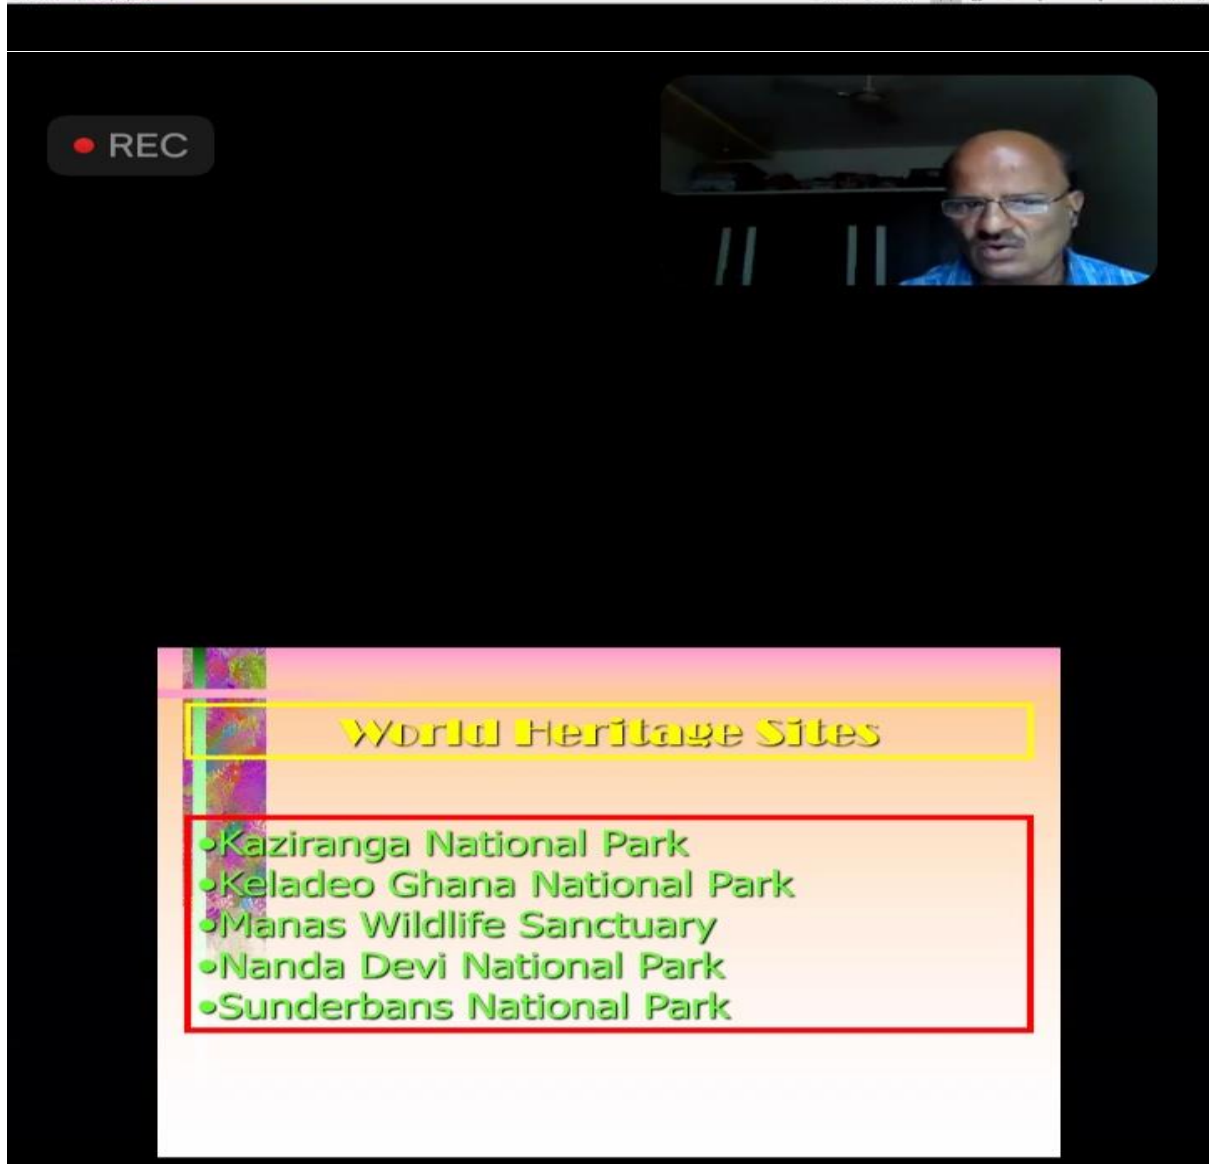 REC
World Heritage Sites
•Kaziranga National Park
•Keladeo Ghana National Park
•Manas Wildlife Sanctuary
•Nanda Devi National Park
•Sunderbans National Park